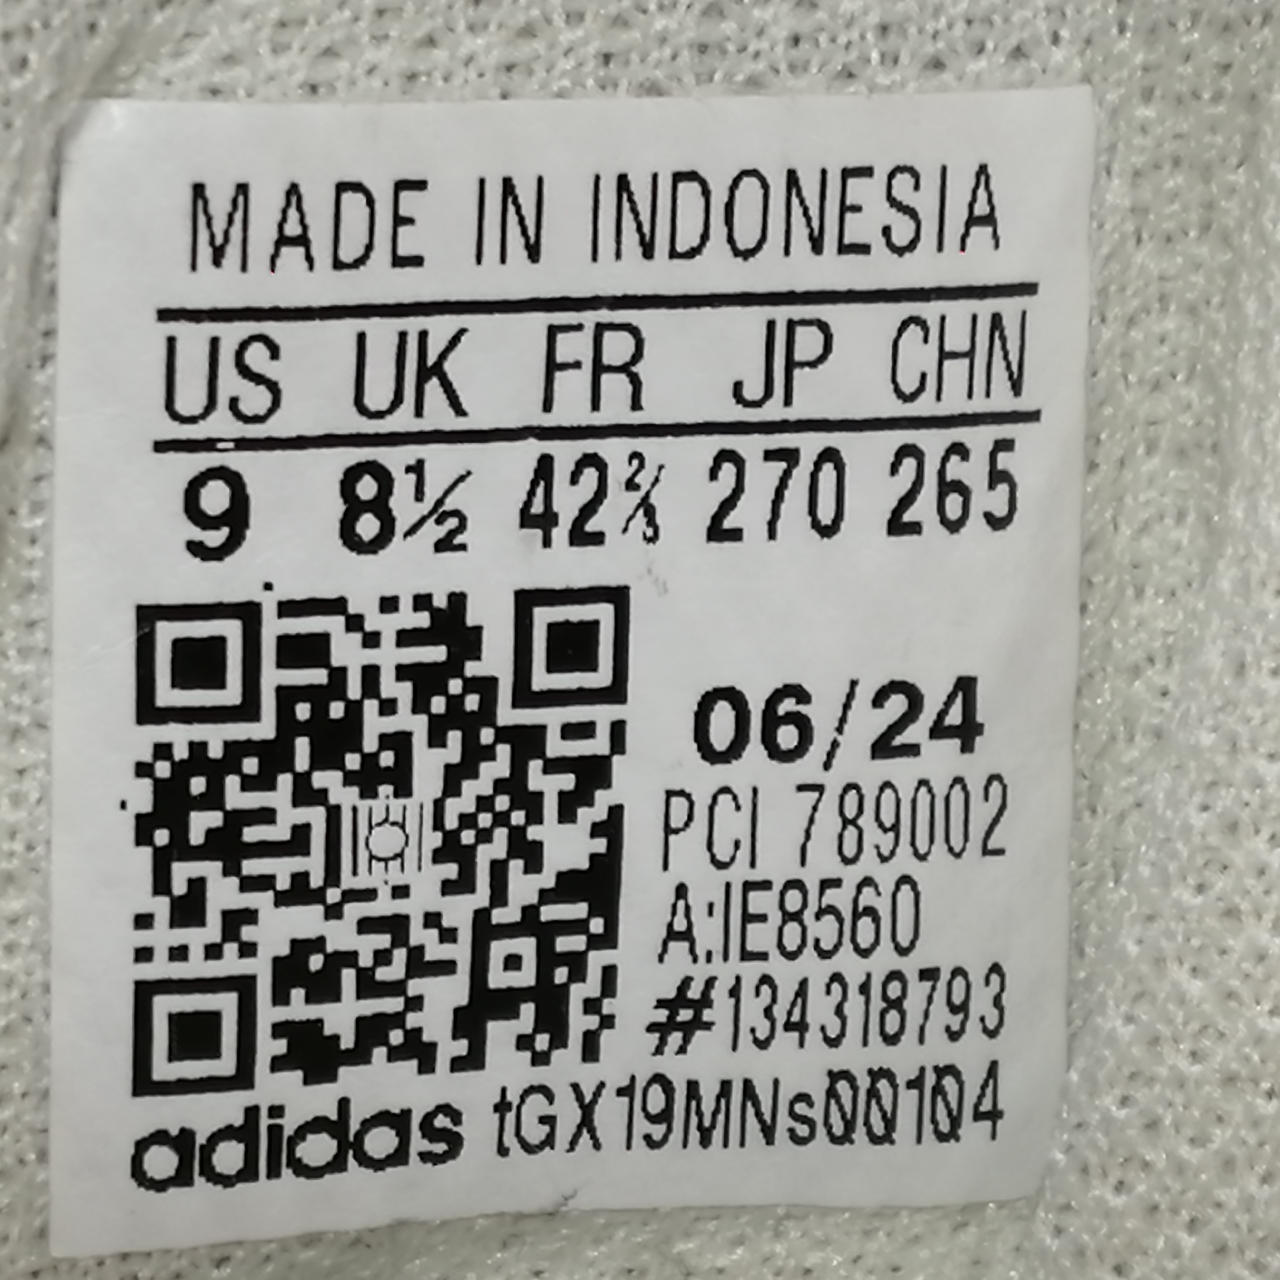 MADE IN INDONESIA
US UK FR JP CHN
9 8½ 42⅔ 270 265
06/24
PCI 789002
A:IE8560
#134318793
adidas tGX19MNs00104